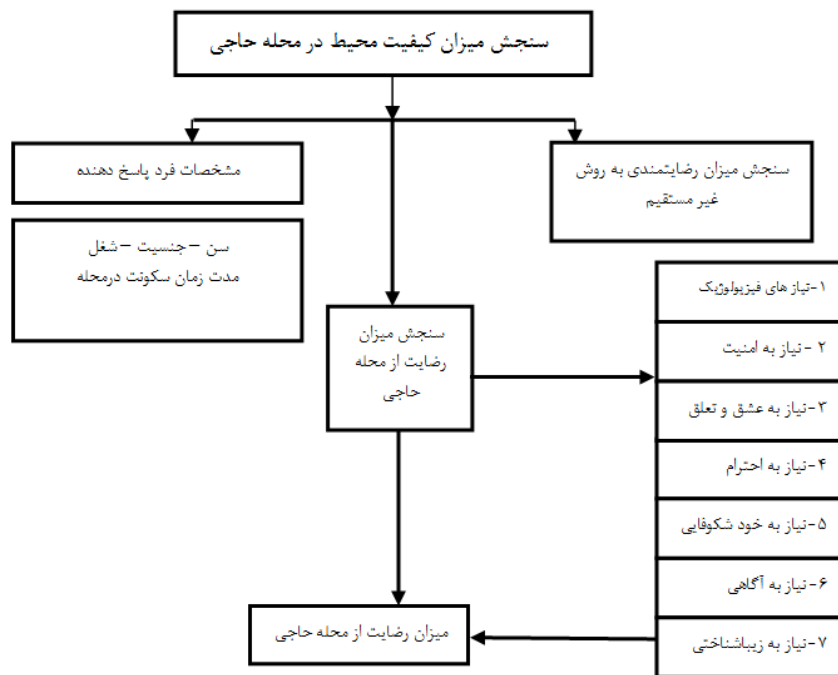 سنجش میزان کیفیت محیط در محله حاجی
سنجش میزان رضایتمندی به روش
غیر مستقیم
مشخصات فرد پاسخ دهنده
سن – جنسیت – شغل
مدت زمان سکونت درمحله
سنجش میزان
رضایت از محله
حاجی
۱-نیاز های فیزیولوژیک
۲ -نیاز به امنیت
۳-نیاز به عشق و تعلق
۴-نیاز به احترام
۵-نیاز به خود شکوفایی
۶-نیاز به آگاهی
۷-نیاز به زیباشناختی
میزان رضایت از محله حاجی